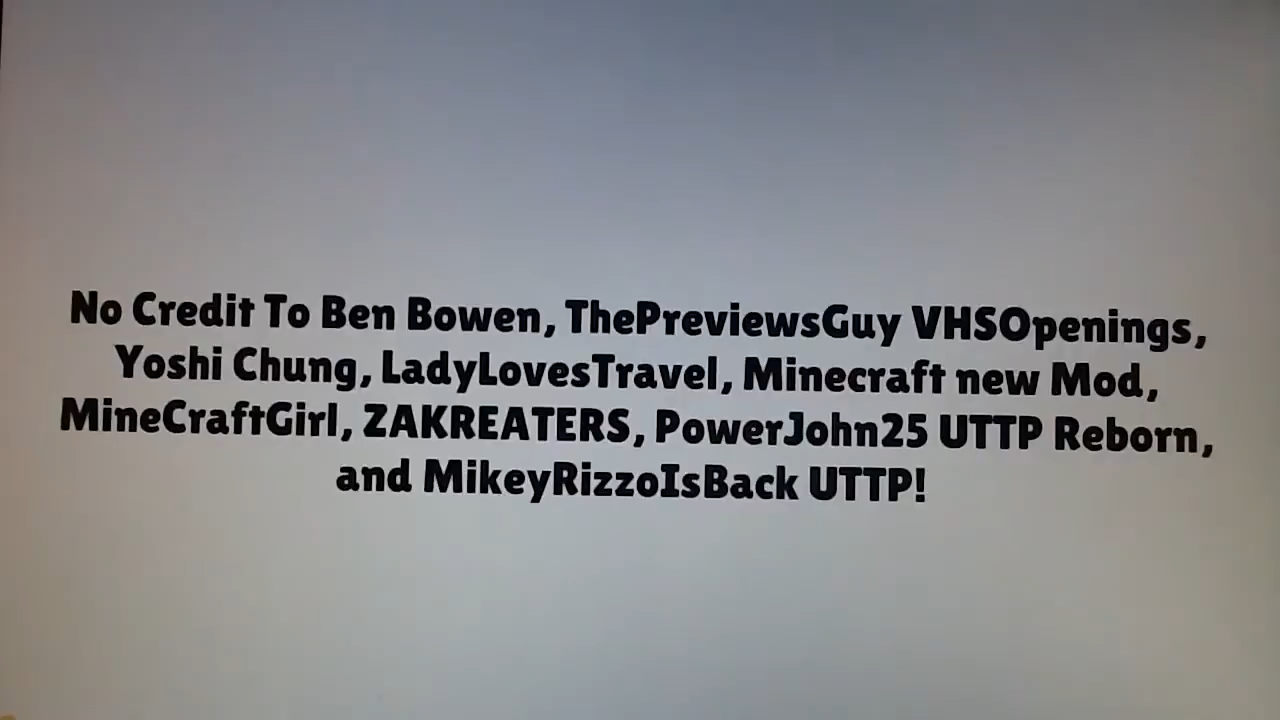 No Credit To Ben Bowen, ThePreviewsGuy VHSOpenings,
Yoshi Chung, LadyLovesTravel, Minecraft new Mod,
MineCraftGirl, ZAKREATERS, PowerJohn25 UTTP Reborn,
and MikeyRizzoIsBack UTTP!